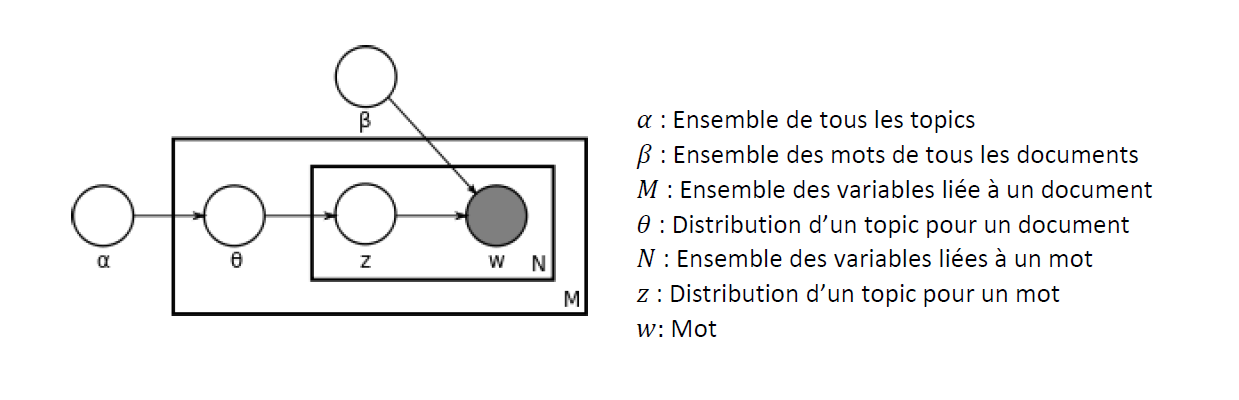 β
α
θ
z
w
N
M
α : Ensemble de tous les topics
β : Ensemble des mots de tous les documents
M : Ensemble des variables liée à un document
θ : Distribution d’un topic pour un document
N : Ensemble des variables liées à un mot
z : Distribution d’un topic pour un mot
w: Mot